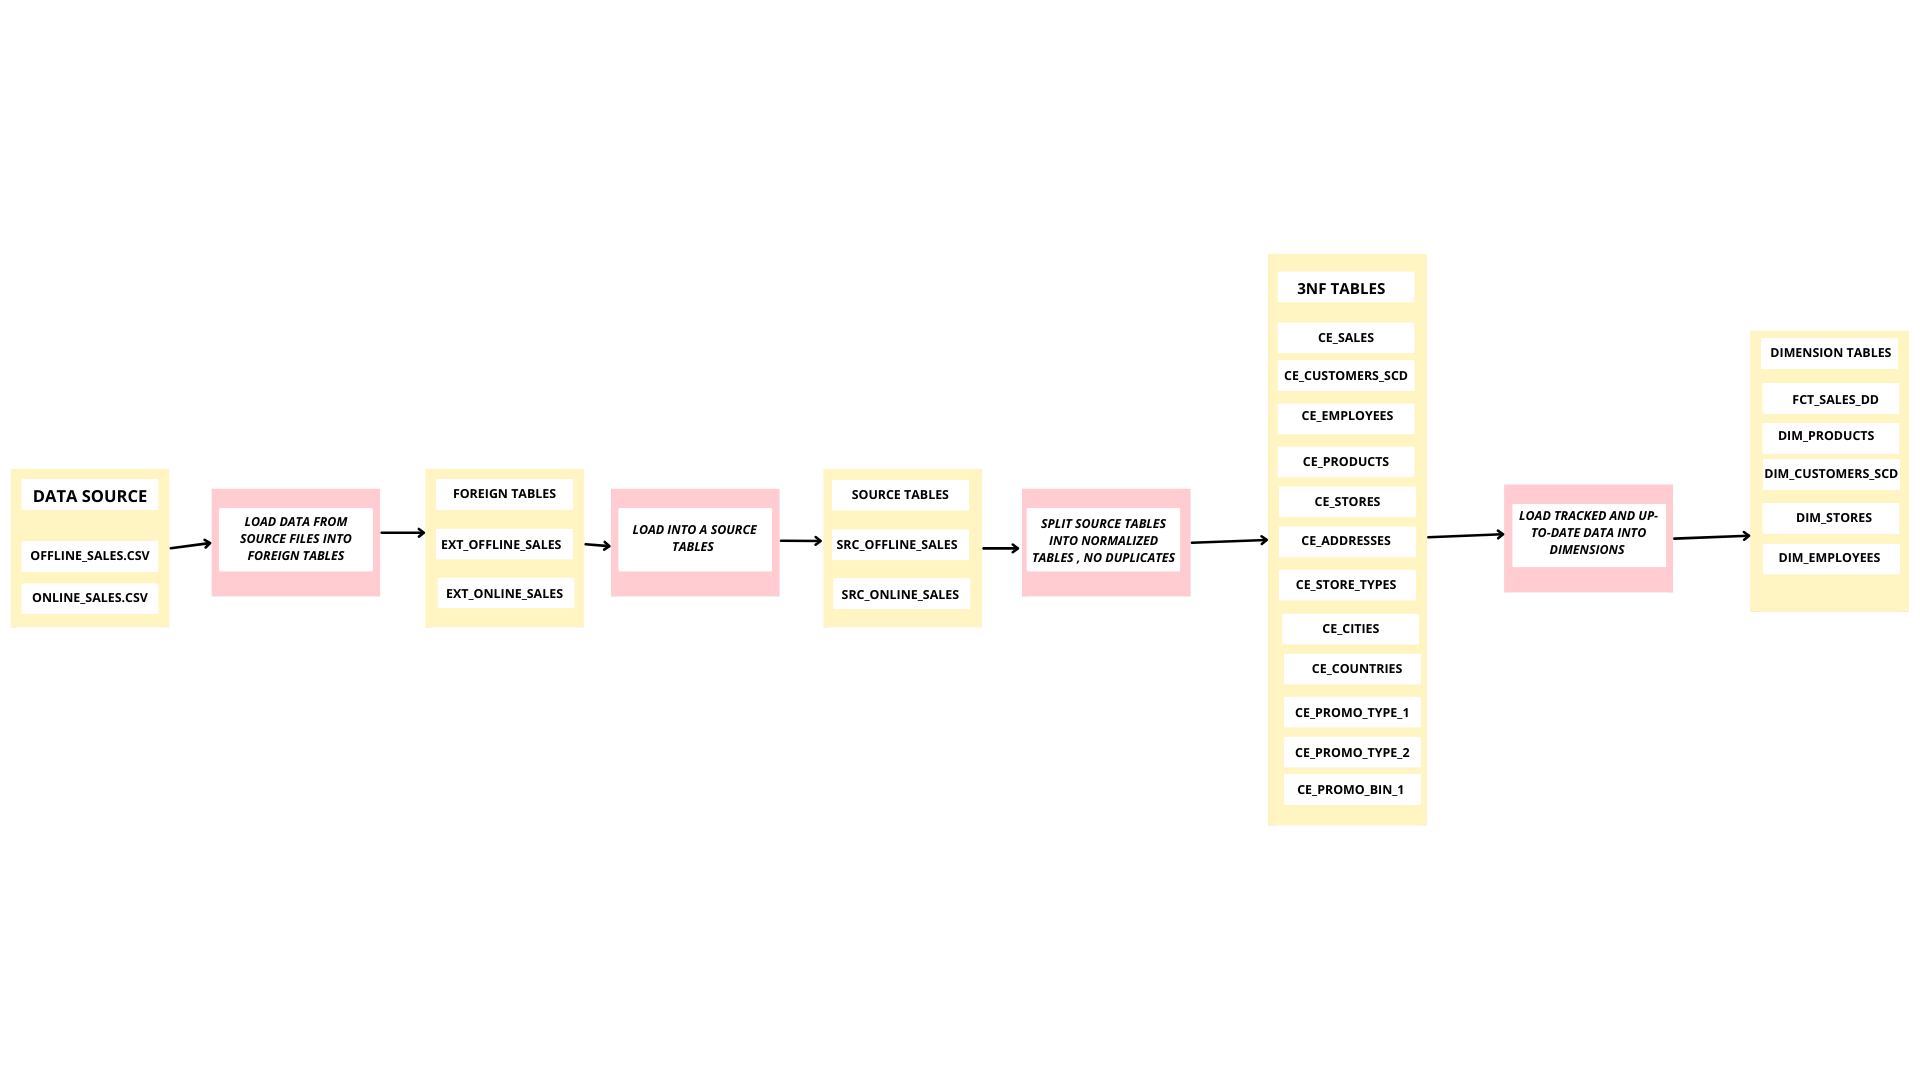 DATA SOURCE
OFFLINE_SALES.CSV
ONLINE_SALES.CSV
LOAD DATA FROM
SOURCE FILES INTO
FOREIGN TABLES
FOREIGN TABLES
EXT_OFFLINE_SALES
EXT_ONLINE_SALES
LOAD INTO A SOURCE
TABLES
SOURCE TABLES
SRC_OFFLINE_SALES
SRC_ONLINE_SALES
SPLIT SOURCE TABLES
INTO NORMALIZED
TABLES , NO DUPLICATES
3NF TABLES
CE_SALES
CE_CUSTOMERS_SCD
CE_EMPLOYEES
CE_PRODUCTS
CE_STORES
CE_ADDRESSES
CE_STORE_TYPES
CE_CITIES
CE_COUNTRIES
CE_PROMO_TYPE_1
CE_PROMO_TYPE_2
CE_PROMO_BIN_1
LOAD TRACKED AND UP-
TO-DATE DATA INTO
DIMENSIONS
DIMENSION TABLES
FCT_SALES_DD
DIM_PRODUCTS
DIM_CUSTOMERS_SCD
DIM_STORES
DIM_EMPLOYEES